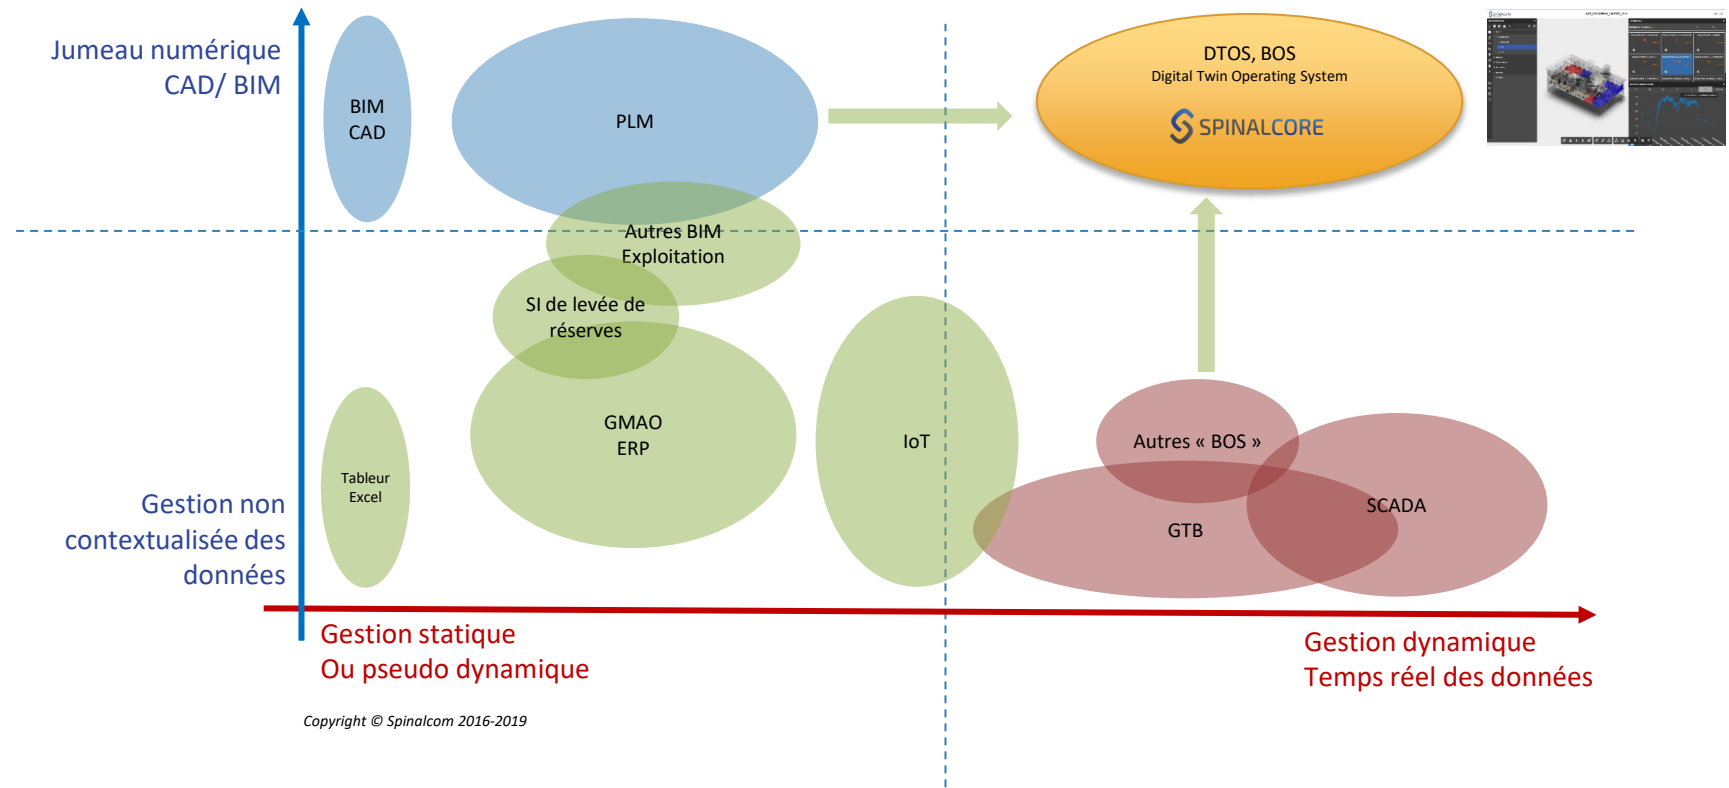 Jumeau numérique
CAD/ BIM
BIM
CAD
PLM
DTOS, BOS
Digital Twin Operating System
SPINALCORE
Autres BIM
Exploitation
SI de levée de
réserves
GMAO
ERP
IoT
Autres « BOS »
SCADA
GTB
Tableur
Excel
Gestion non
contextualisée des
données
Gestion statique
Ou pseudo dynamique
Gestion dynamique
Temps réel des données
Copyright © Spinalcom 2016-2019